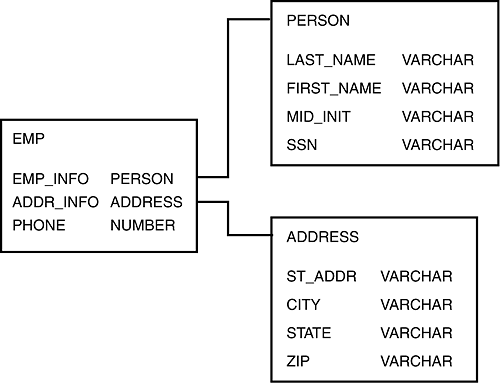 PERSON
LAST_NAME VARCHAR
FIRST_NAME VARCHAR
MID_INIT VARCHAR
SSN VARCHAR
EMP
EMP_INFO PERSON
ADDR_INFO ADDRESS
PHONE NUMBER
ADDRESS
ST_ADDR VARCHAR
CITY VARCHAR
STATE VARCHAR
ZIP VARCHAR